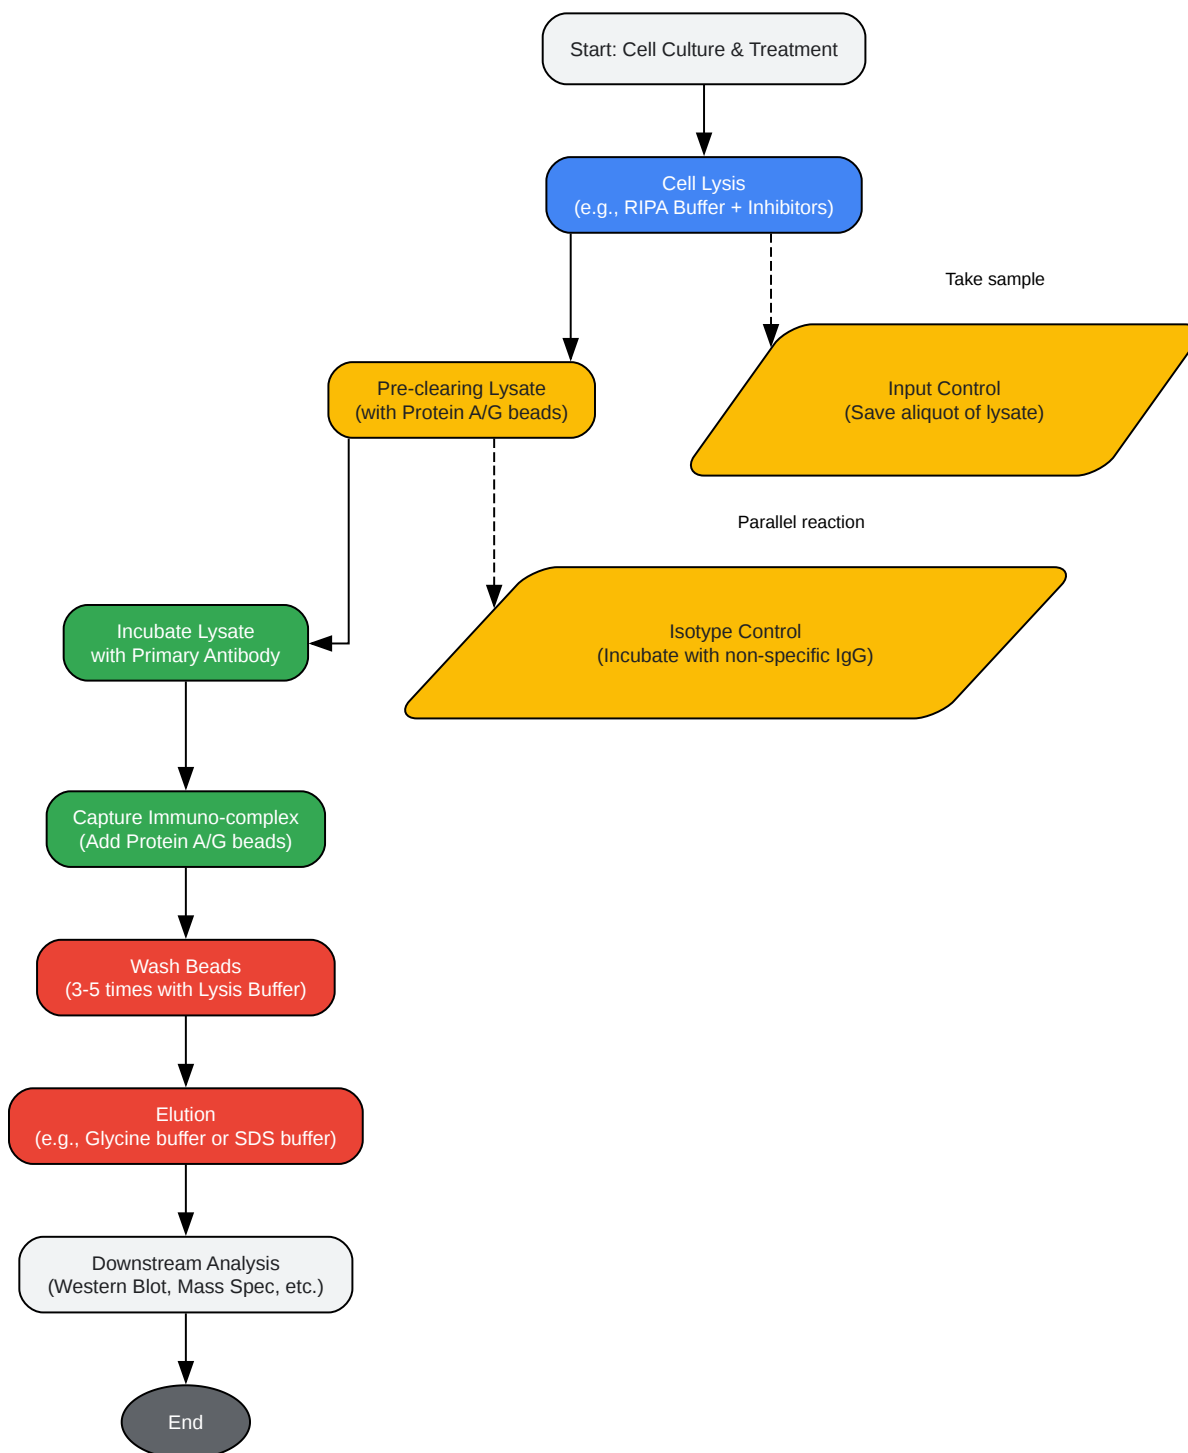 Start: Cell Culture & Treatment
Cell Lysis
(e.g., RIPA Buffer + Inhibitors)
Take sample
Pre-clearing Lysate
(with Protein A/G beads)
Input Control
(Save aliquot of lysate)
Parallel reaction
Incubate Lysate
with Primary Antibody
Isotype Control
(Incubate with non-specific IgG)
Capture Immuno-complex
(Add Protein A/G beads)
Wash Beads
(3-5 times with Lysis Buffer)
Elution
(e.g., Glycine buffer or SDS buffer)
Downstream Analysis
(Western Blot, Mass Spec, etc.)
End